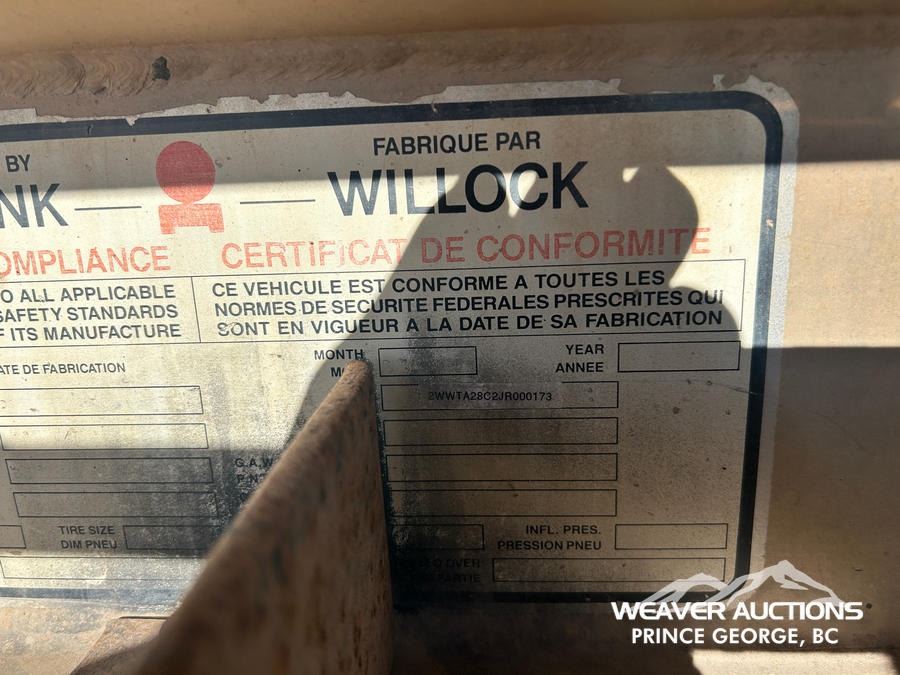 BY
FABRIQUE PAR
NK
WILLOCK
OMPLIANCE
CERTIFICAT DE CONFORMITE
O ALL APPLICABLE
SAFETY STANDARDS
F ITS MANUFACTURE
CE VEHICULE EST CONFORME A TOUTES LES
NORMES DE SECURITE FEDERALES PRESCRITES QUI
SONT EN VIGUEUR A LA DATE DE SA FABRICATION
ATE DE FABRICATION
MONTH
YEAR
ANNEE
2WWTA28C2JR000173
G.A.W
TIRE SIZE
DIM PNEU
INFL. PRES.
PRESSION PNEU
OVER
PARTIE
WEAVER AUCTIONS
PRINCE GEORGE, BC